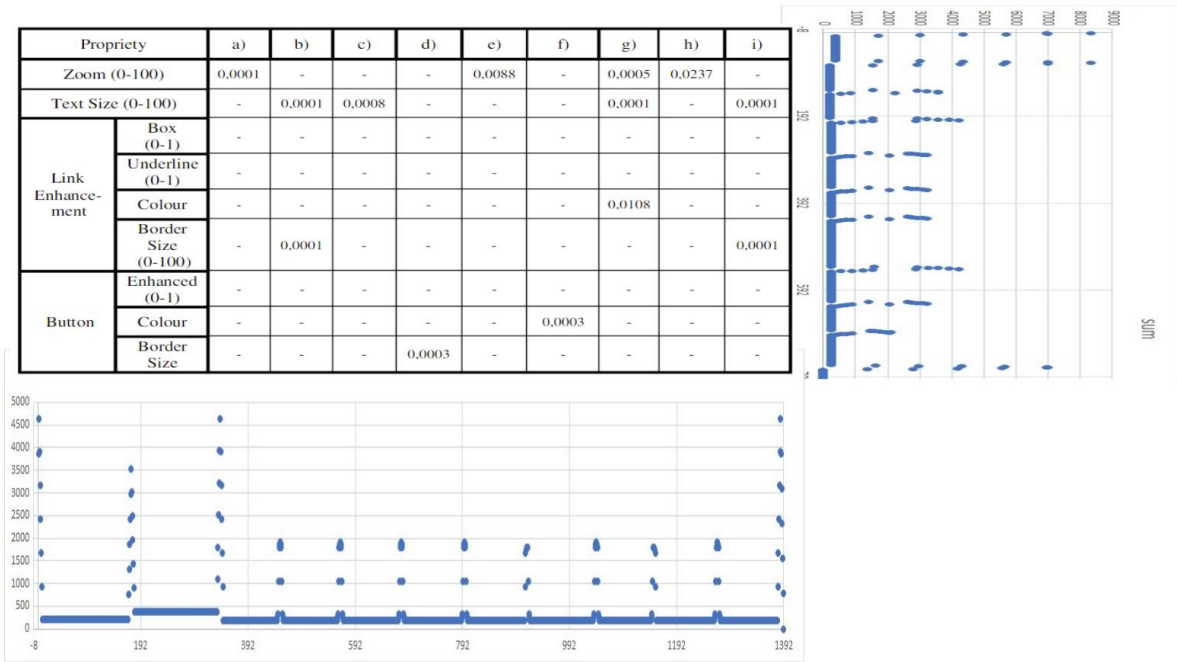 Propriety a) b) c) d) e) f) g) h) i)
Zoom (0-100) 0,0001 - - - 0,0088 - 0,0005 0,0237 -
Text Size (0-100) - 0,0001 0,0008 - - - 0,0001 - 0,0001
Link
Enhance-
ment
Box
(0-1) - - - - - - - - -
Underline
(0-1) - - - - - - - - -
Colour - - - - - - 0,0108 - -
Border
Size
(0-100) - 0,0001 - - - - - - 0,0001
Button
Enhanced
(0-1) - - - - - - - - -
Colour - - - - - 0,0003 - - -
Border
Size - - - 0,0003 - - - - -
0 1000 2000 3000 4000 5000 6000 7000 8000 9000
-8
192
392
592
sum
5000
4500
4000
3500
3000
2500
2000
1500
1000
500
0
-8 192 392 592 792 992 1192 1392